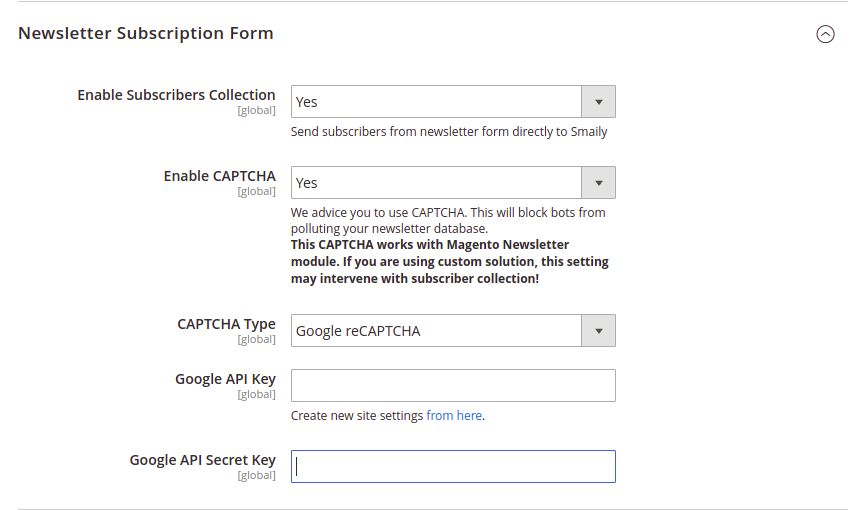 Newsletter Subscription Form
Enable Subscribers Collection
[global]
Yes
Send subscribers from newsletter form directly to Smaily
Enable CAPTCHA
[global]
Yes
We advice you to use CAPTCHA. This will block bots from
polluting your newsletter database.
This CAPTCHA works with Magento Newsletter
module. If you are using custom solution, this setting
may intervene with subscriber collection!
CAPTCHA Type
[global]
Google reCAPTCHA
Google API Key
[global]
Create new site settings from here.
Google API Secret Key
[global]